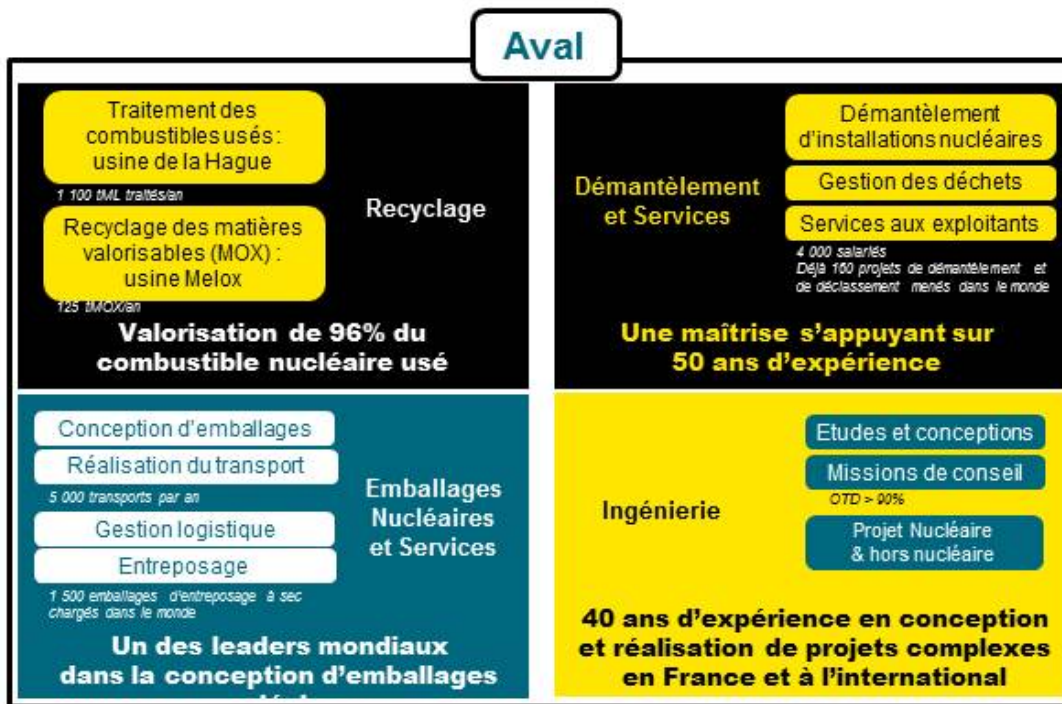 Aval
Traitement des
combustibles usés :
usine de la Hague
1 100 tML traités/an
Recyclage des matières
valorisables (MOX) :
usine Melox
125 tMOX/an
Recyclage
Valorisation de 96% du
combustible nucléaire usé
Démantèlement
et Services
Démantèlement
d'installations nucléaires
Gestion des déchets
Services aux exploitants
4 000 salariés
Déjà 160 projets de démantèlement et
de déclassement menés dans le monde
Une maîtrise s'appuyant sur
50 ans d'expérience
Conception d'emballages
Réalisation du transport
5 000 transports par an
Gestion logistique
Entreposage
1 500 emballages d'entreposage à sec
chargés dans le monde
Emballages
Nucléaires
et Services
Un des leaders mondiaux
dans la conception d'emballages
Ingénierie
Etudes et conceptions
Missions de conseil
OTD > 90%
Projet Nucléaire
& hors nucléaire
40 ans d'expérience en conception
et réalisation de projets complexes
en France et à l'international